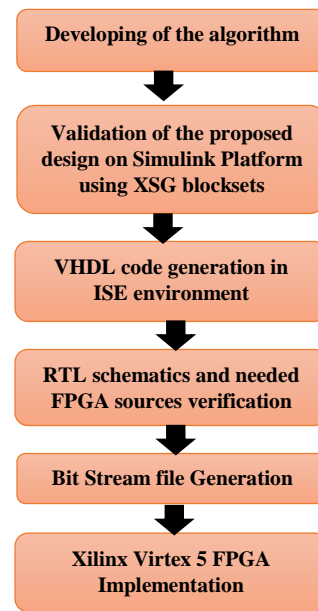 Developing of the algorithm
Validation of the proposed
design on Simulink Platform
using XSG blocksets
VHDL code generation in
ISE environment
RTL schematics and needed
FPGA sources verification
Bit Stream file Generation
Xilinx Virtex 5 FPGA
Implementation